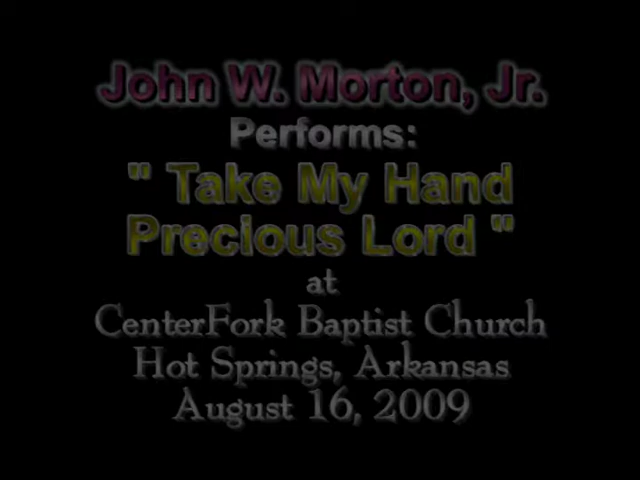 John W. Morton, Jr.
Performs:
" Take My Hand
Precious Lord "
at
CenterFork Baptist Church
Hot Springs, Arkansas
August 16, 2009